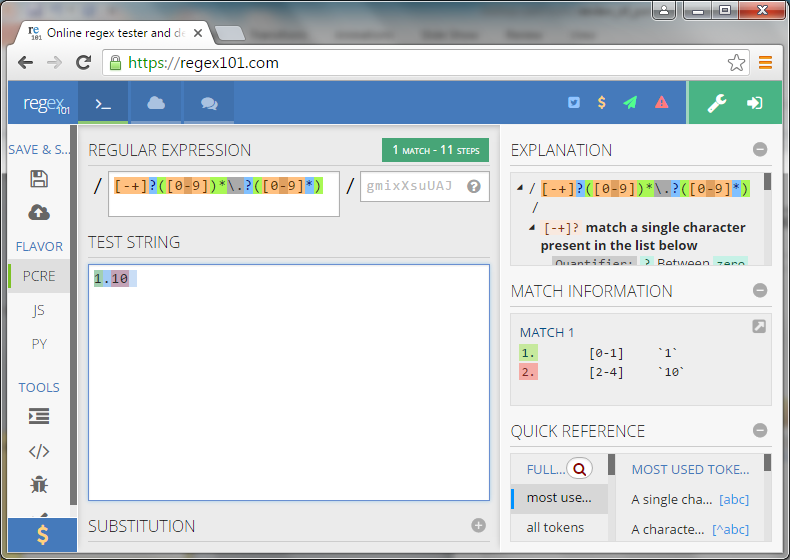 re
101
Online regex tester and de
https://regex101.com
regex101
SAVE & S...
FLAVOR
PCRE
JS
PY
TOOLS
$
REGULAR EXPRESSION
1 MATCH - 11 STEPS
/ [-+]?([0-9])*\.?([0-9]*) / gmixXsuUAJ
TEST STRING
1.10
SUBSTITUTION
EXPLANATION
/ [-+]?([0-9])*\.?([0-9]*)
/
[-+]? match a single character
present in the list below
Quantifier: ? Between zero
MATCH INFORMATION
MATCH 1
1. [0-1] `1`
2. [2-4] `10`
QUICK REFERENCE
FULL...
most use...
all tokens
MOST USED TOKE...
A single cha... [abc]
A characte... [^abc]